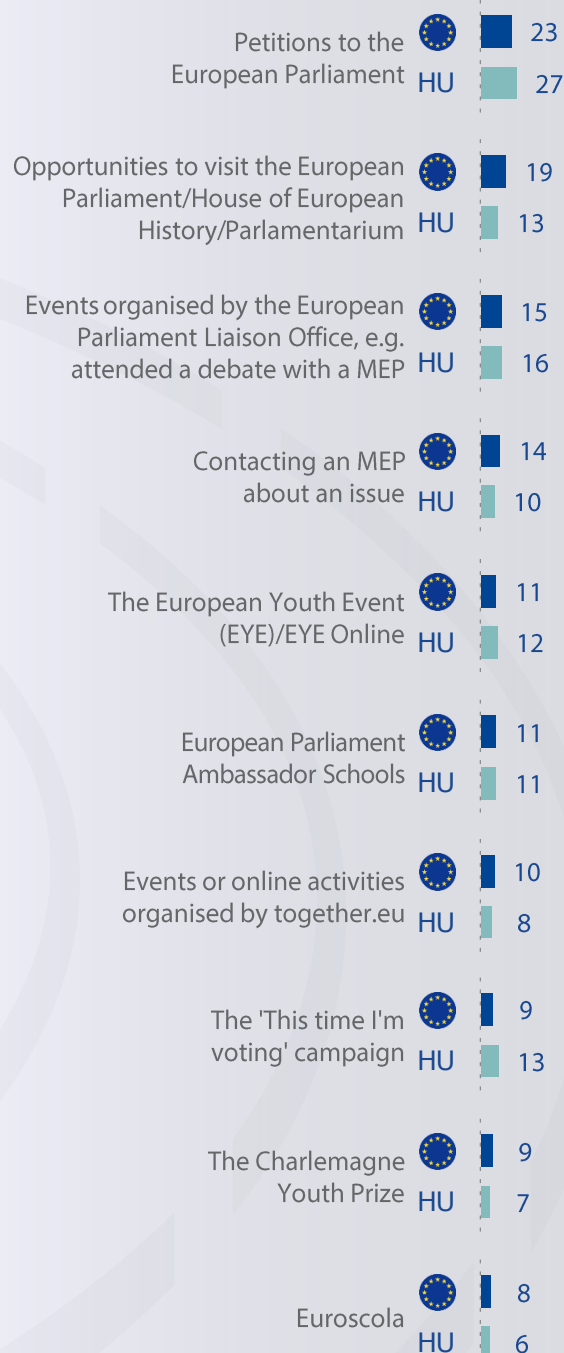 Petitions to the
European Parliament
23
HU 27
Opportunities to visit the European
Parliament/House of European
History/Parlamentarium
19
HU 13
Events organised by the European
Parliament Liaison Office, e.g.
attended a debate with a MEP
15
HU 16
Contacting an MEP
about an issue
14
HU 10
The European Youth Event
(EYE)/EYE Online
11
HU 12
European Parliament
Ambassador Schools
11
HU 11
Events or online activities
organised by together.eu
10
HU 8
The 'This time I'm
voting' campaign
9
HU 13
The Charlemagne
Youth Prize
9
HU 7
Euroscola
8
HU 6